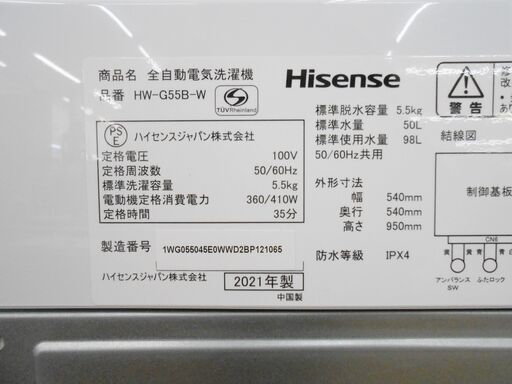 商品名 全自動電気洗濯機
品番 HW-G55B-W
TÜVRheinland
Hisense
PS
E
ハイセンスジャパン株式会社
定格電圧 100V
定格周波数 50/60Hz
標準洗濯容量 5.5kg
電動機定格消費電力 360/410W
定格時間 35分
製造番号 1WG055045E0WWD2BP121065
ハイセンスジャパン株式会社 2021年製
中国製
標準脱水容量 5.5kg
標準水量 50L
標準使用水量 98L
50/60Hz共用
外形寸法
幅 540mm
奥行 540mm
高さ 950mm
防水等級 IPX4
警告
結線図
制御基板
CN6
黄 黄 青 青
アンバランス ふたロック
SW